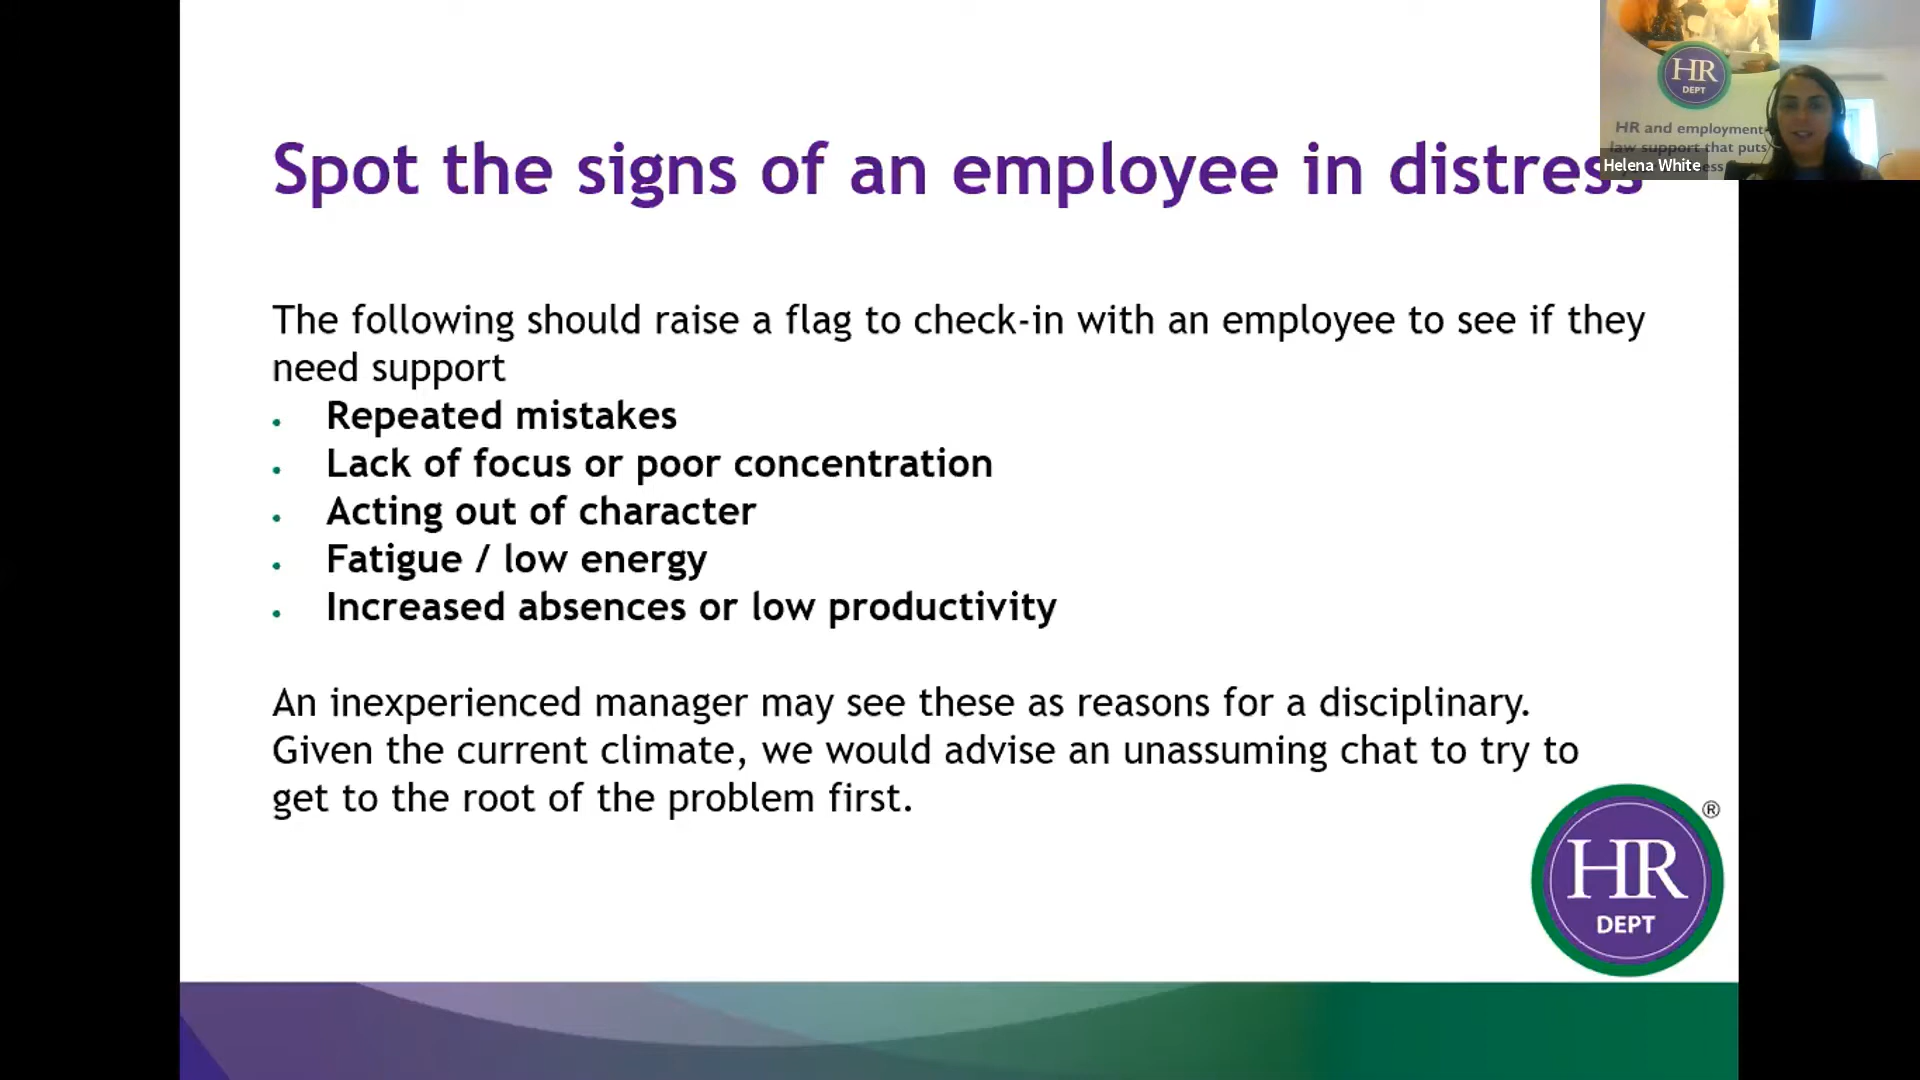 Spot the signs of an employee in distress
HR
DEPT
HR and employment
law support that puts
Helena White
The following should raise a flag to check-in with an employee to see if they
need support
• Repeated mistakes
• Lack of focus or poor concentration
• Acting out of character
• Fatigue / low energy
• Increased absences or low productivity
An inexperienced manager may see these as reasons for a disciplinary.
Given the current climate, we would advise an unassuming chat to try to
get to the root of the problem first.
HR
DEPT
®